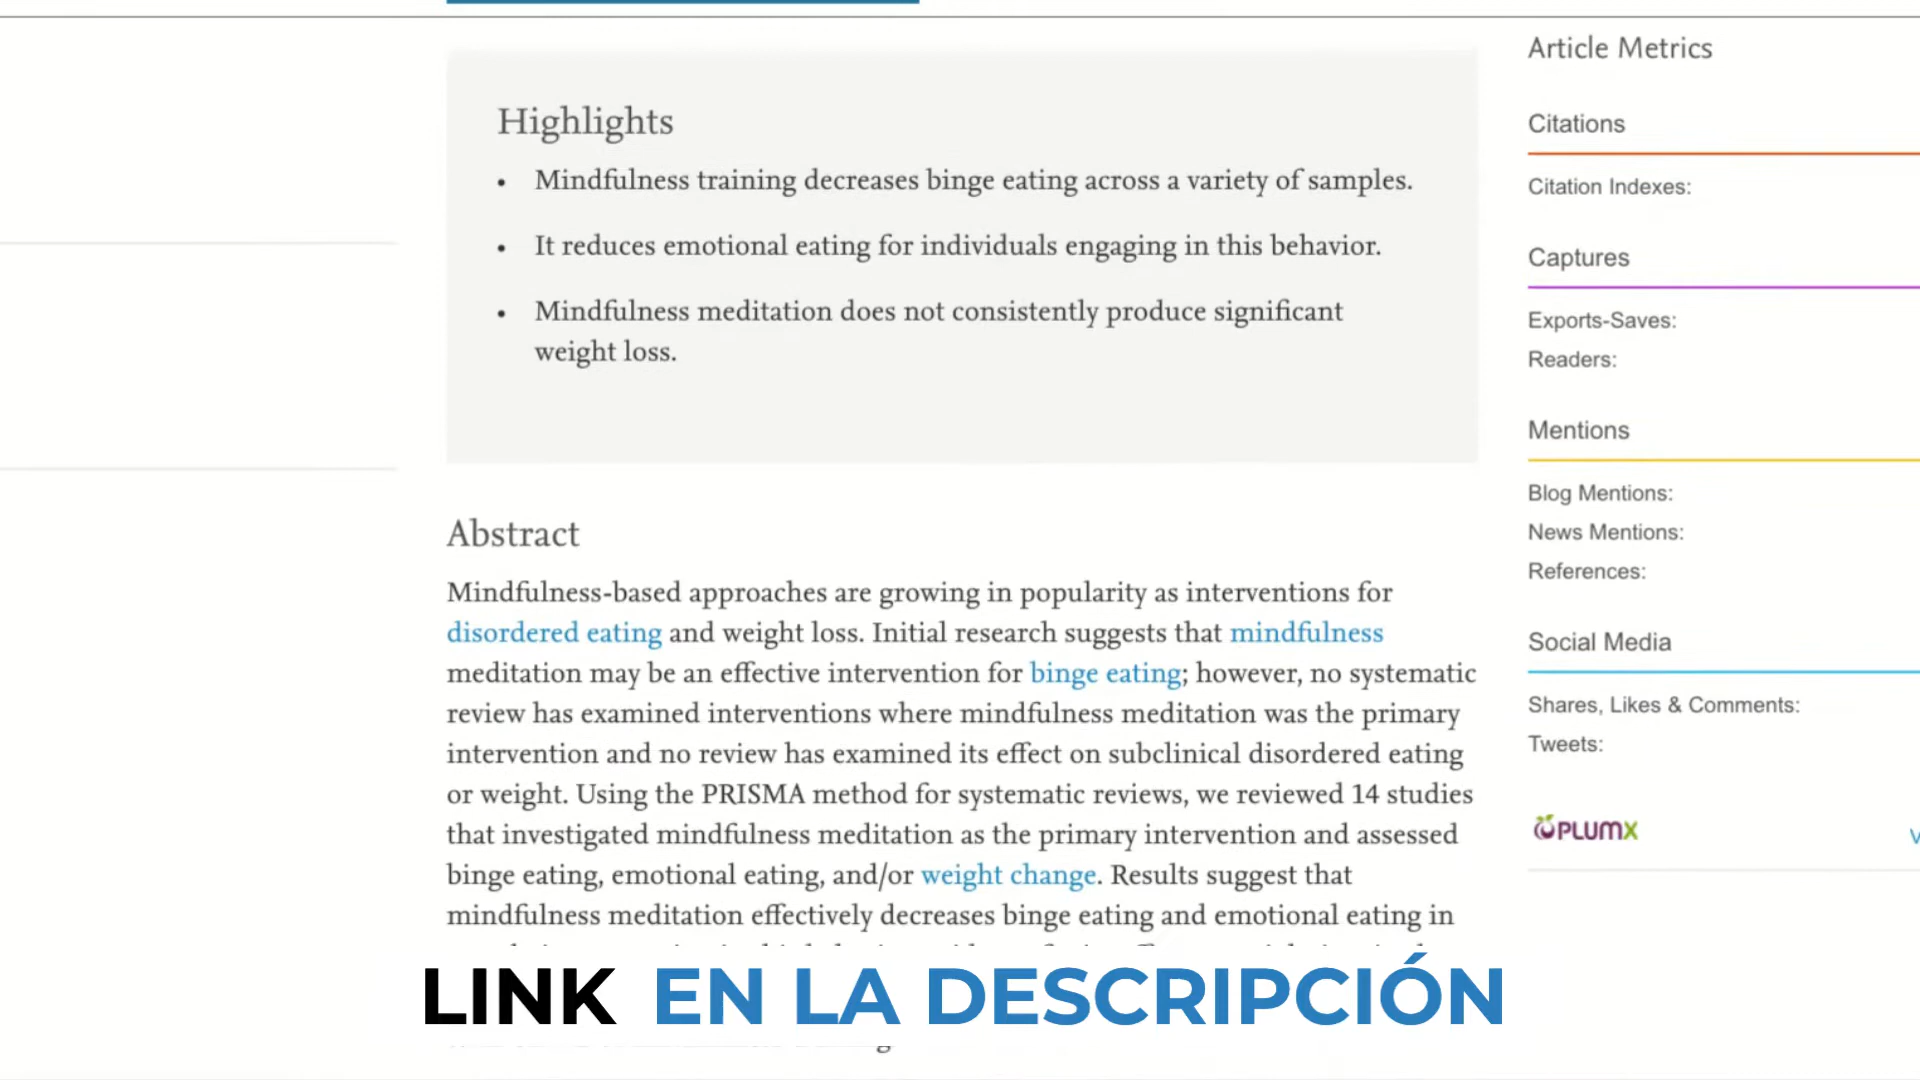 Highlights
• Mindfulness training decreases binge eating across a variety of samples.
• It reduces emotional eating for individuals engaging in this behavior.
• Mindfulness meditation does not consistently produce significant
weight loss.
Abstract
Mindfulness-based approaches are growing in popularity as interventions for
disordered eating and weight loss. Initial research suggests that mindfulness
meditation may be an effective intervention for binge eating; however, no systematic
review has examined interventions where mindfulness meditation was the primary
intervention and no review has examined its effect on subclinical disordered eating
or weight. Using the PRISMA method for systematic reviews, we reviewed 14 studies
that investigated mindfulness meditation as the primary intervention and assessed
binge eating, emotional eating, and/or weight change. Results suggest that
mindfulness meditation effectively decreases binge eating and emotional eating in
LINK EN LA DESCRIPCIÓN
Article Metrics
Citations
Citation Indexes:
Captures
Exports-Saves:
Readers:
Mentions
Blog Mentions:
News Mentions:
References:
Social Media
Shares, Likes & Comments:
Tweets:
PLUMX